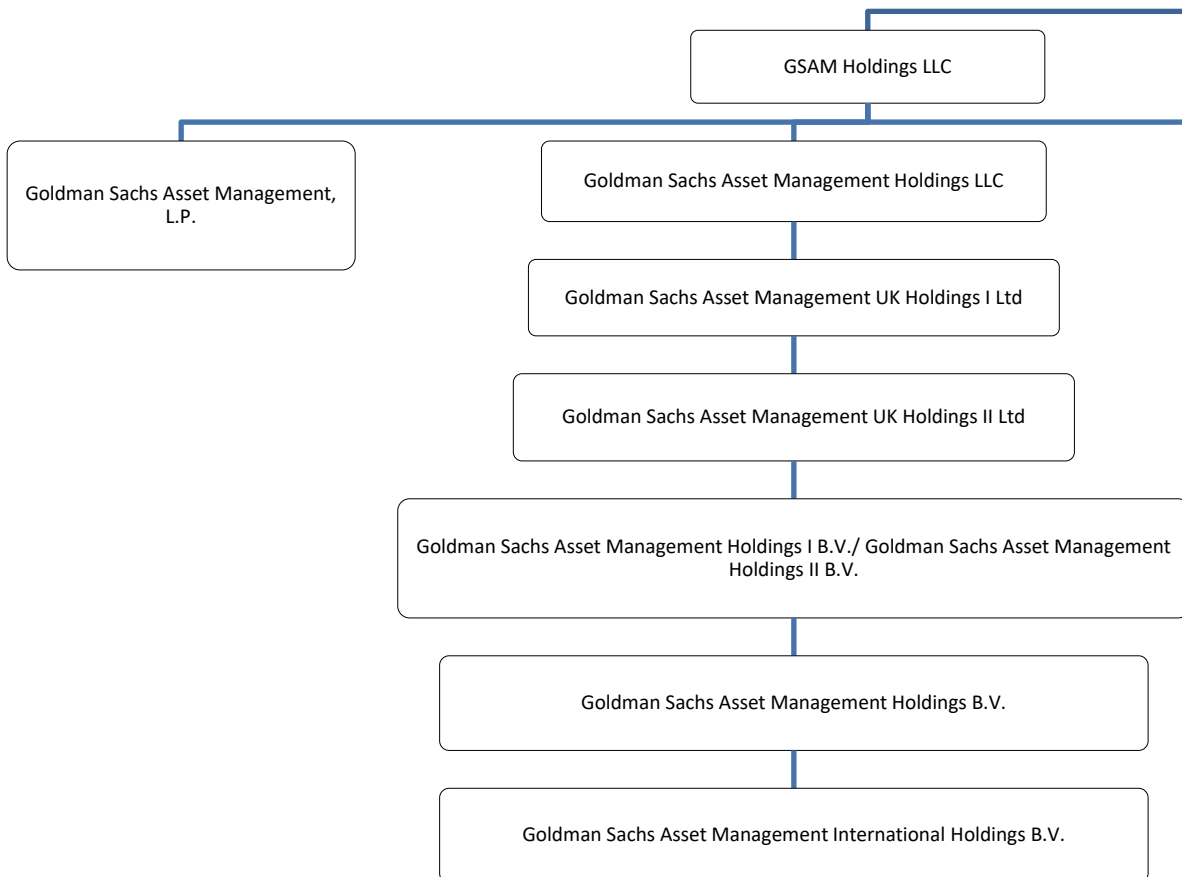 GSAM Holdings LLC
Goldman Sachs Asset Management,
L.P.
Goldman Sachs Asset Management Holdings LLC
Goldman Sachs Asset Management UK Holdings I Ltd
Goldman Sachs Asset Management UK Holdings II Ltd
Goldman Sachs Asset Management Holdings I B.V./ Goldman Sachs Asset Management
Holdings II B.V.
Goldman Sachs Asset Management Holdings B.V.
Goldman Sachs Asset Management International Holdings B.V.